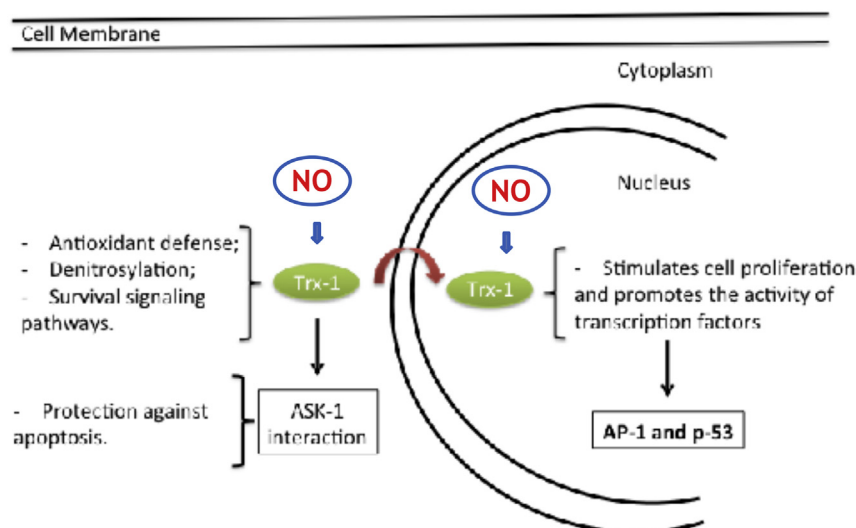 Cell Membrane
Cytoplasm
Nucleus
NO
NO
- Antioxidant defense;
- Denitrosylation;
- Survival signaling
pathways.
Trx-1
Trx-1
- Stimulates cell proliferation
and promotes the activity of
transcription factors
- Protection against
apoptosis.
ASK-1
interaction
AP-1 and p-53